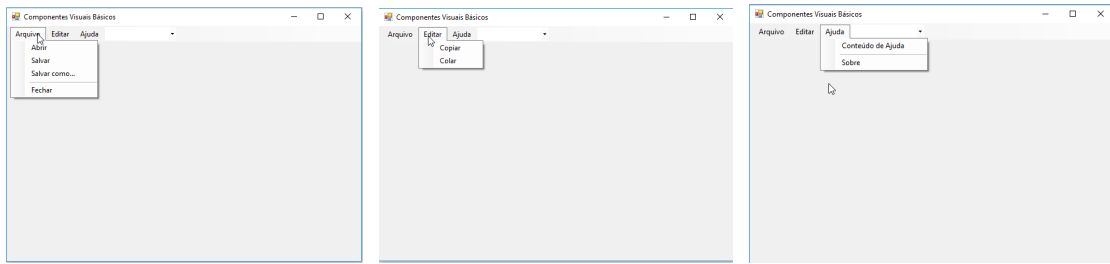 Componentes Visuais Básicos
Arquivo Editar Ajuda
Abrir
Salvar
Salvar como...
Fechar
Componentes Visuais Básicos
Arquivo Editar Ajuda
Copiar
Colar
Componentes Visuais Básicos
Arquivo Editar Ajuda
Conteúdo de Ajuda
Sobre